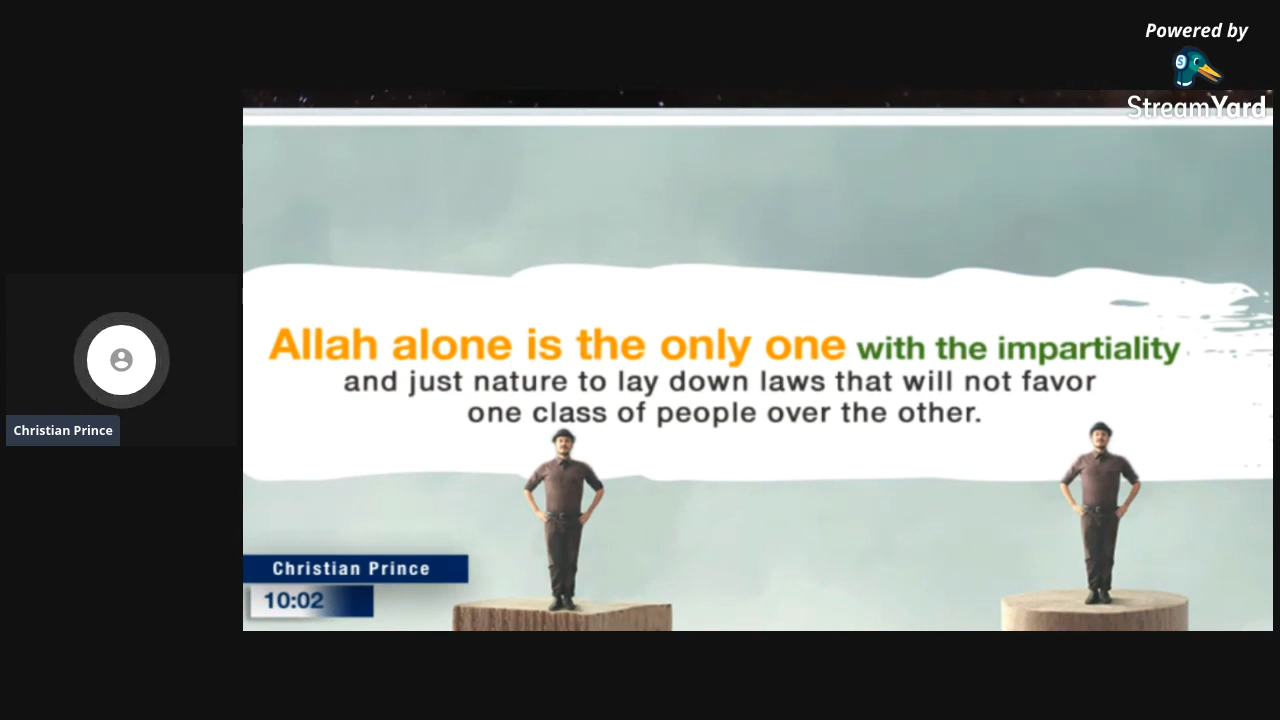 Powered by
StreamYard
Allah alone is the only one with the impartiality
and just nature to lay down laws that will not favor
one class of people over the other.
Christian Prince
Christian Prince
10:02